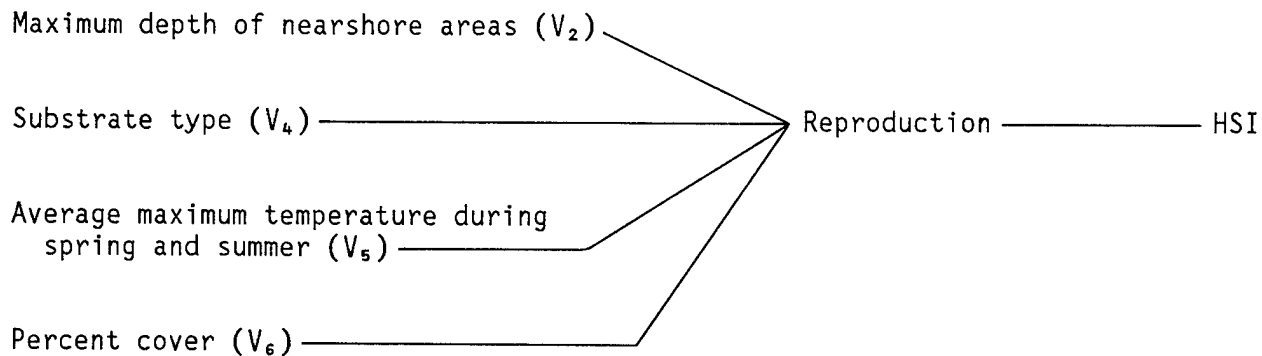 Maximum depth of nearshore areas (V₂)
Substrate type (V₄)
Reproduction
HSI
Average maximum temperature during
spring and summer (V₅)
Percent cover (V₆)